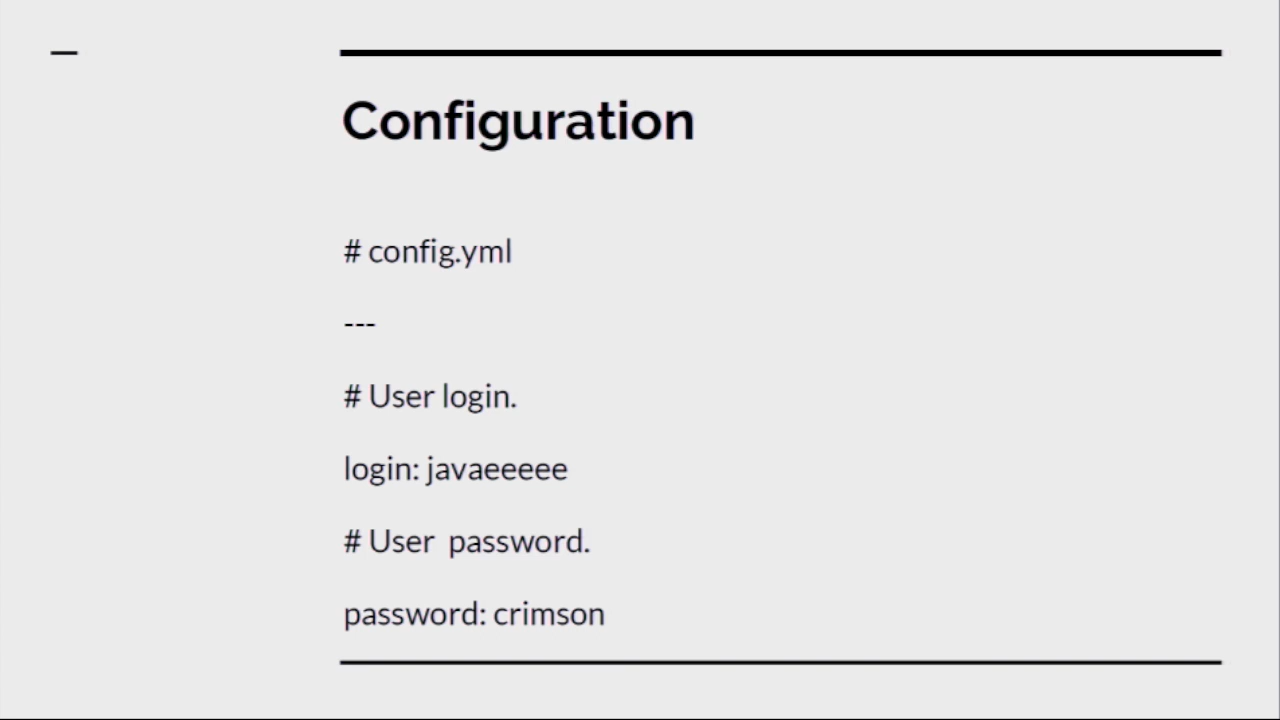 Configuration
# config.yml
---
# User login.
login: javaeeeee
# User  password.
password: crimson